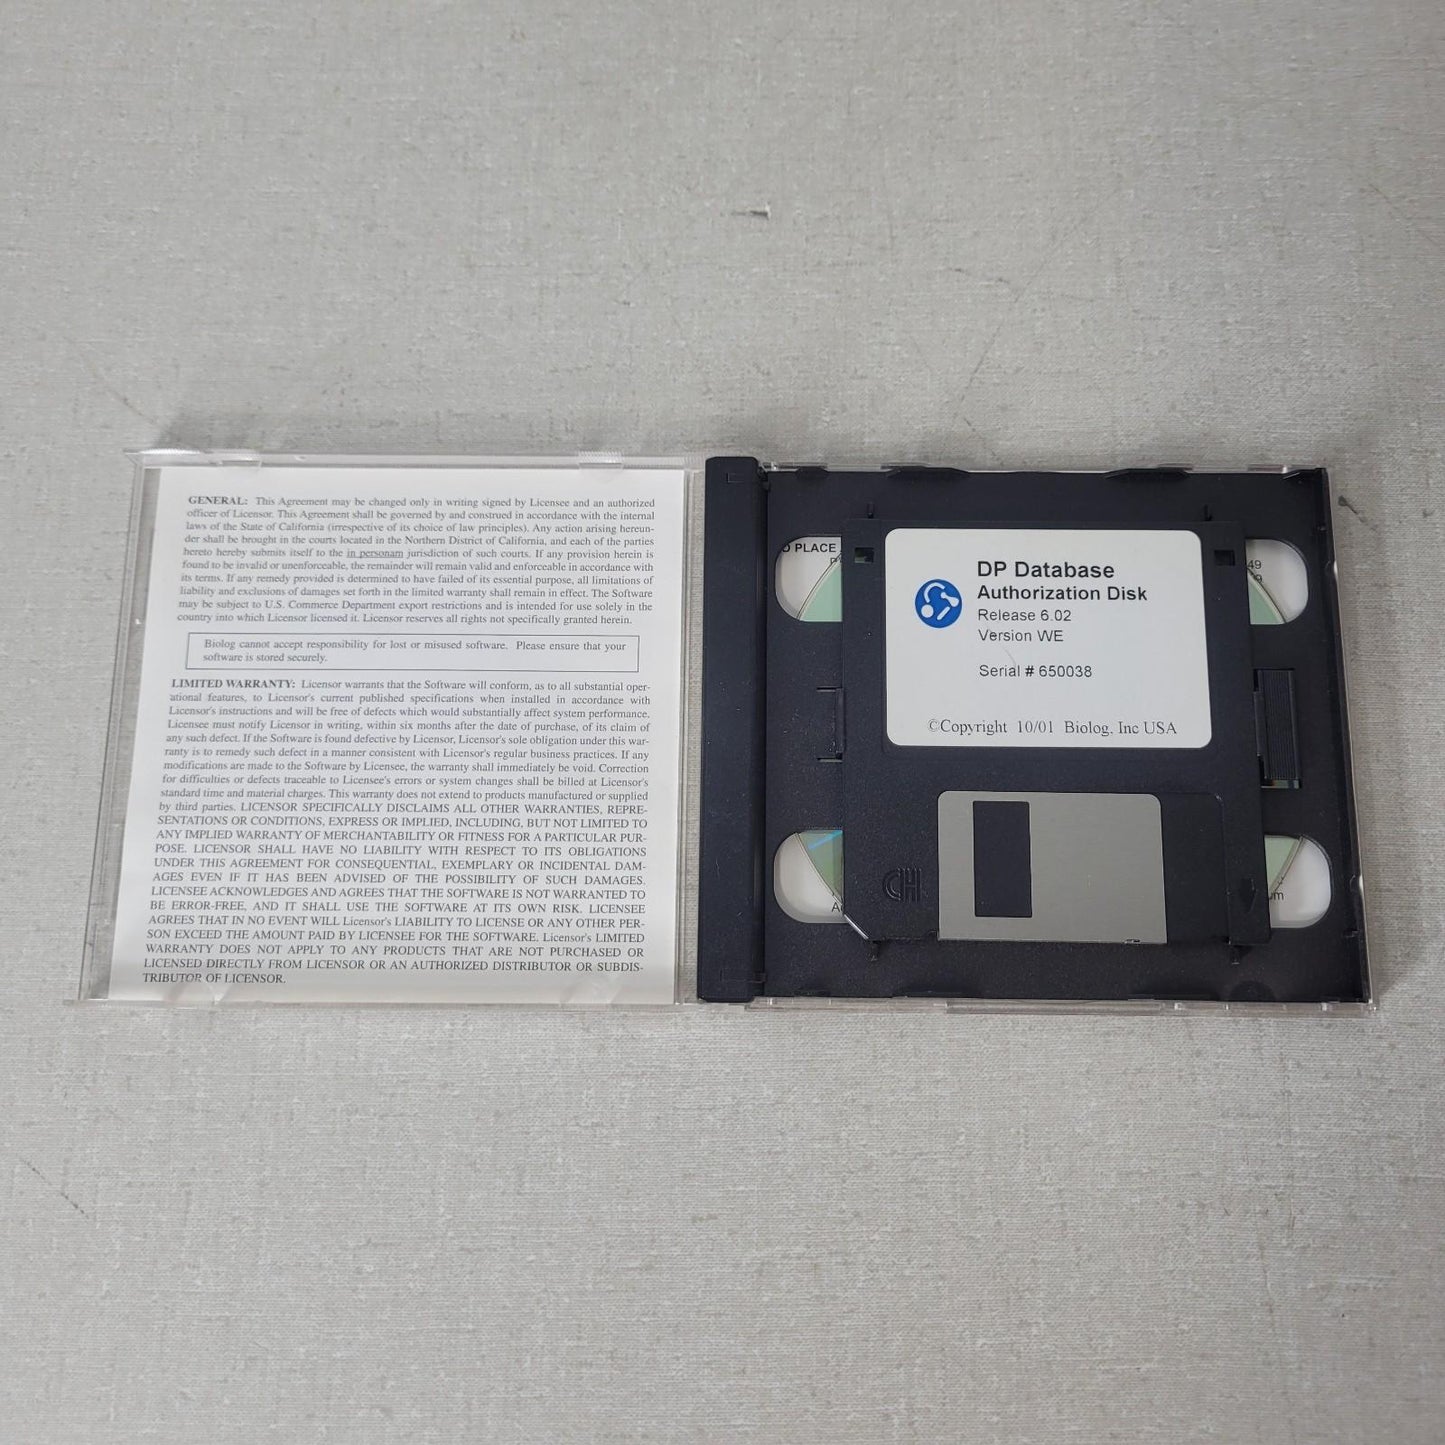 GENERAL: This Agreement may be changed only in writing signed by Licensee and an authorized
officer of Licensor. This Agreement shall be governed by and construed in accordance with the internal
laws of the State of California (irrespective of its choice of law principles). Any action arising hereun-
der shall be brought in the courts located in the Northern District of California, and each of the parties
hereto hereby submits itself to the in personam jurisdiction of such courts. If any provision herein is
found to be invalid or unenforceable, the remainder will remain valid and enforceable in accordance with
its terms. If any remedy provided is determined to have failed of its essential purpose, all limitations of
liability and exclusions of damages set forth in the limited warranty shall remain in effect. The Software
may be subject to U.S. Commerce Department export restrictions and is intended for use solely in the
country into which Licensor licensed it. Licensor reserves all rights not specifically granted herein.
Biolog cannot accept responsibility for lost or misused software. Please ensure that your
software is stored securely.
LIMITED WARRANTY: Licensor warrants that the Software will conform, as to all substantial oper-
ational features, to Licensor's current published specifications when installed in accordance with
Licensor's instructions and will be free of defects which would substantially affect system performance.
Licensee must notify Licensor in writing, within six months after the date of purchase, of its claim of
any such defect. If the Software is found defective by Licensor, Licensor's sole obligation under this war-
ranty is to remedy such defect in a manner consistent with Licensor's regular business practices. If any
modifications are made to the Software by Licensee, the warranty shall immediately be void. Correction
for difficulties or defects traceable to Licensee's errors or system changes shall be billed at Licensor's
standard time and material charges. This warranty does not extend to products manufactured or supplied
by third parties. LICENSOR SPECIFICALLY DISCLAIMS ALL OTHER WARRANTIES, REPRE-
SENTATIONS OR CONDITIONS, EXPRESS OR IMPLIED, INCLUDING, BUT NOT LIMITED TO
ANY IMPLIED WARRANTY OF MERCHANTABILITY OR FITNESS FOR A PARTICULAR PUR-
POSE. LICENSOR SHALL HAVE NO LIABILITY WITH RESPECT TO ITS OBLIGATIONS
UNDER THIS AGREEMENT FOR CONSEQUENTIAL, EXEMPLARY OR INCIDENTAL DAM-
AGES EVEN IF IT HAS BEEN ADVISED OF THE POSSIBILITY OF SUCH DAMAGES.
LICENSEE ACKNOWLEDGES AND AGREES THAT THE SOFTWARE IS NOT WARRANTED TO
BE ERROR-FREE, AND IT SHALL USE THE SOFTWARE AT ITS OWN RISK. LICENSEE
AGREES THAT IN NO EVENT WILL Licensor's LIABILITY TO LICENSE OR ANY OTHER PER-
SON EXCEED THE AMOUNT PAID BY LICENSEE FOR THE SOFTWARE. Licensor's LIMITED
WARRANTY DOES NOT APPLY TO ANY PRODUCTS THAT ARE NOT PURCHASED OR
LICENSED DIRECTLY FROM LICENSOR OR AN AUTHORIZED DISTRIBUTOR OR SUBDIS-
TRIBUTOR OF LICENSOR.
PLACE
49
DP Database
Authorization Disk
Release 6.02
Version WE
Serial # 650038
©Copyright 10/01 Biolog, Inc USA